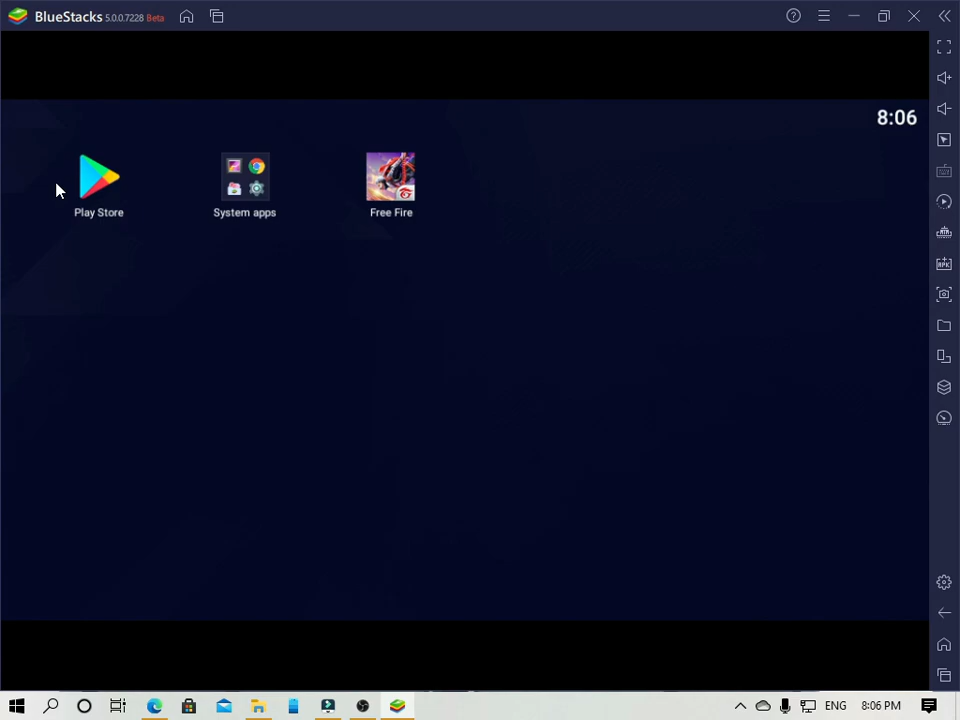 BlueStacks 5.0.0.7228 Beta
8:06
Play Store
System apps
Free Fire
ENG
8:06 PM